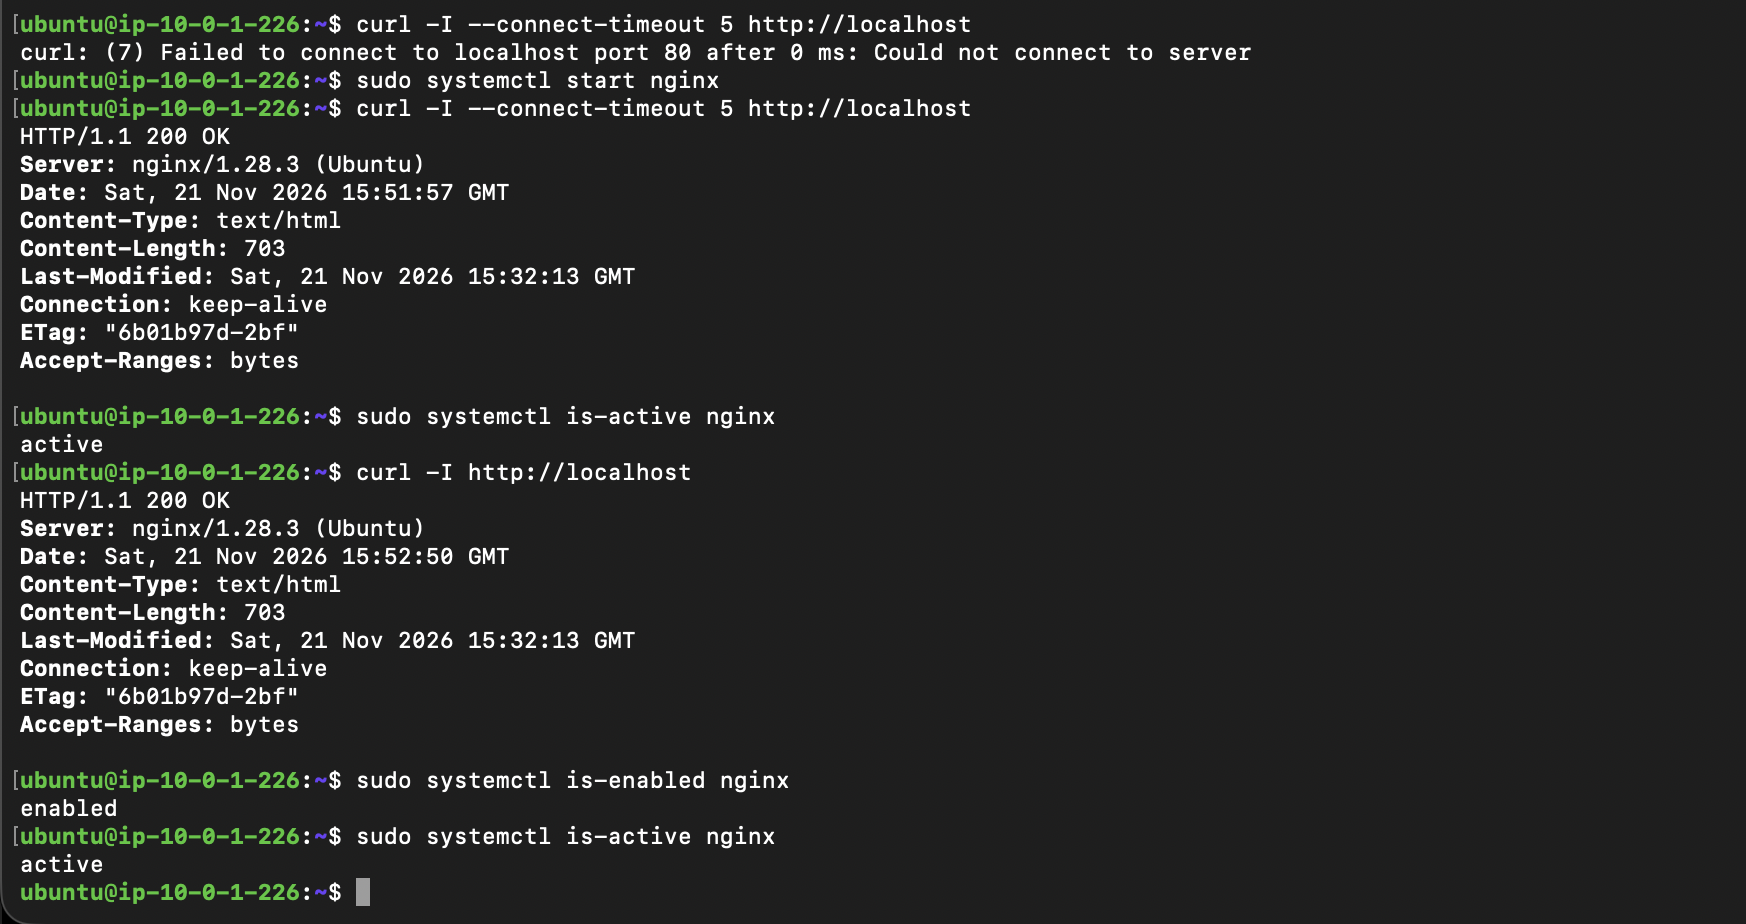 [ubuntu@ip-10-0-1-226:~$ curl -I --connect-timeout 5 http://localhost
curl: (7) Failed to connect to localhost port 80 after 0 ms: Could not connect to server
[ubuntu@ip-10-0-1-226:~$ sudo systemctl start nginx
[ubuntu@ip-10-0-1-226:~$ curl -I --connect-timeout 5 http://localhost
HTTP/1.1 200 OK
Server: nginx/1.28.3 (Ubuntu)
Date: Sat, 21 Nov 2026 15:51:57 GMT
Content-Type: text/html
Content-Length: 703
Last-Modified: Sat, 21 Nov 2026 15:32:13 GMT
Connection: keep-alive
ETag: "6b01b97d-2bf"
Accept-Ranges: bytes
[ubuntu@ip-10-0-1-226:~$ sudo systemctl is-active nginx
active
[ubuntu@ip-10-0-1-226:~$ curl -I http://localhost
HTTP/1.1 200 OK
Server: nginx/1.28.3 (Ubuntu)
Date: Sat, 21 Nov 2026 15:52:50 GMT
Content-Type: text/html
Content-Length: 703
Last-Modified: Sat, 21 Nov 2026 15:32:13 GMT
Connection: keep-alive
ETag: "6b01b97d-2bf"
Accept-Ranges: bytes
[ubuntu@ip-10-0-1-226:~$ sudo systemctl is-enabled nginx
enabled
[ubuntu@ip-10-0-1-226:~$ sudo systemctl is-active nginx
active
ubuntu@ip-10-0-1-226:~$